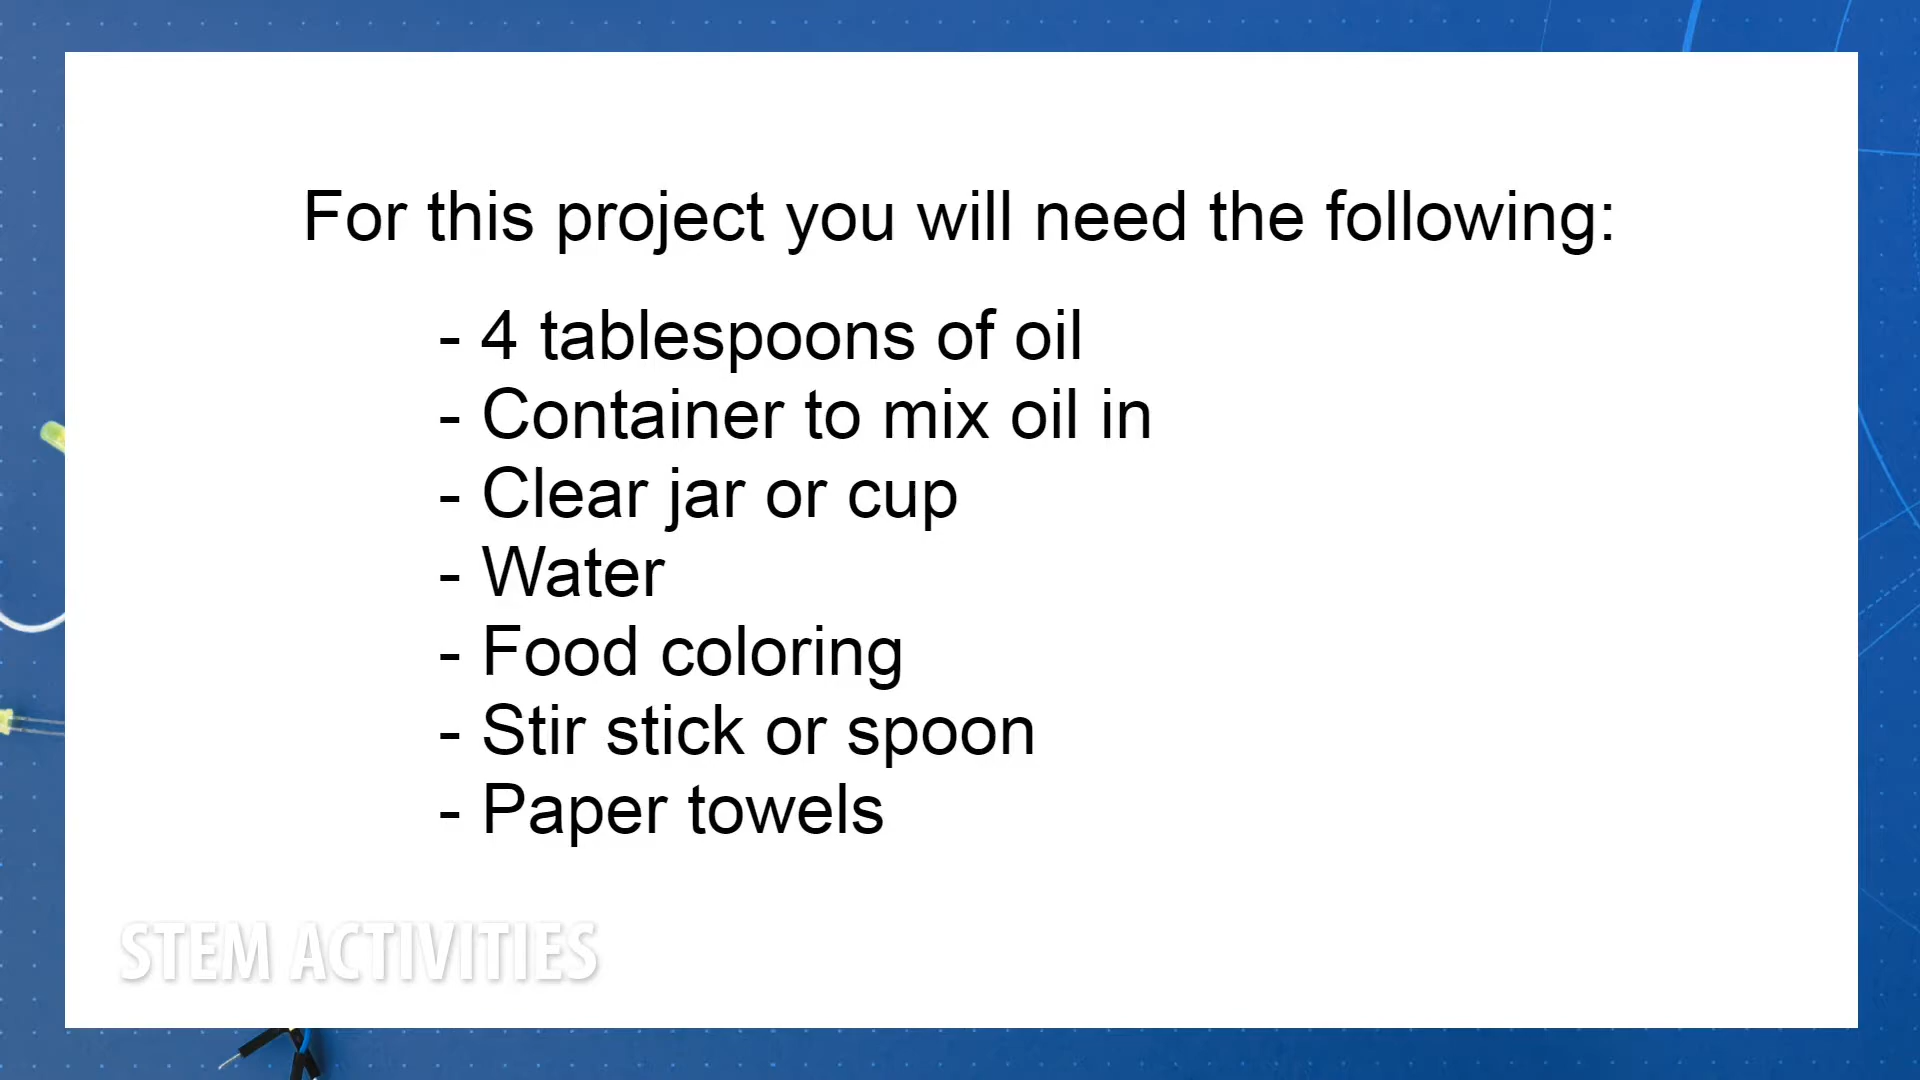 For this project you will need the following:
- 4 tablespoons of oil
- Container to mix oil in
- Clear jar or cup
- Water
- Food coloring
- Stir stick or spoon
- Paper towels
STEM ACTIVITIES